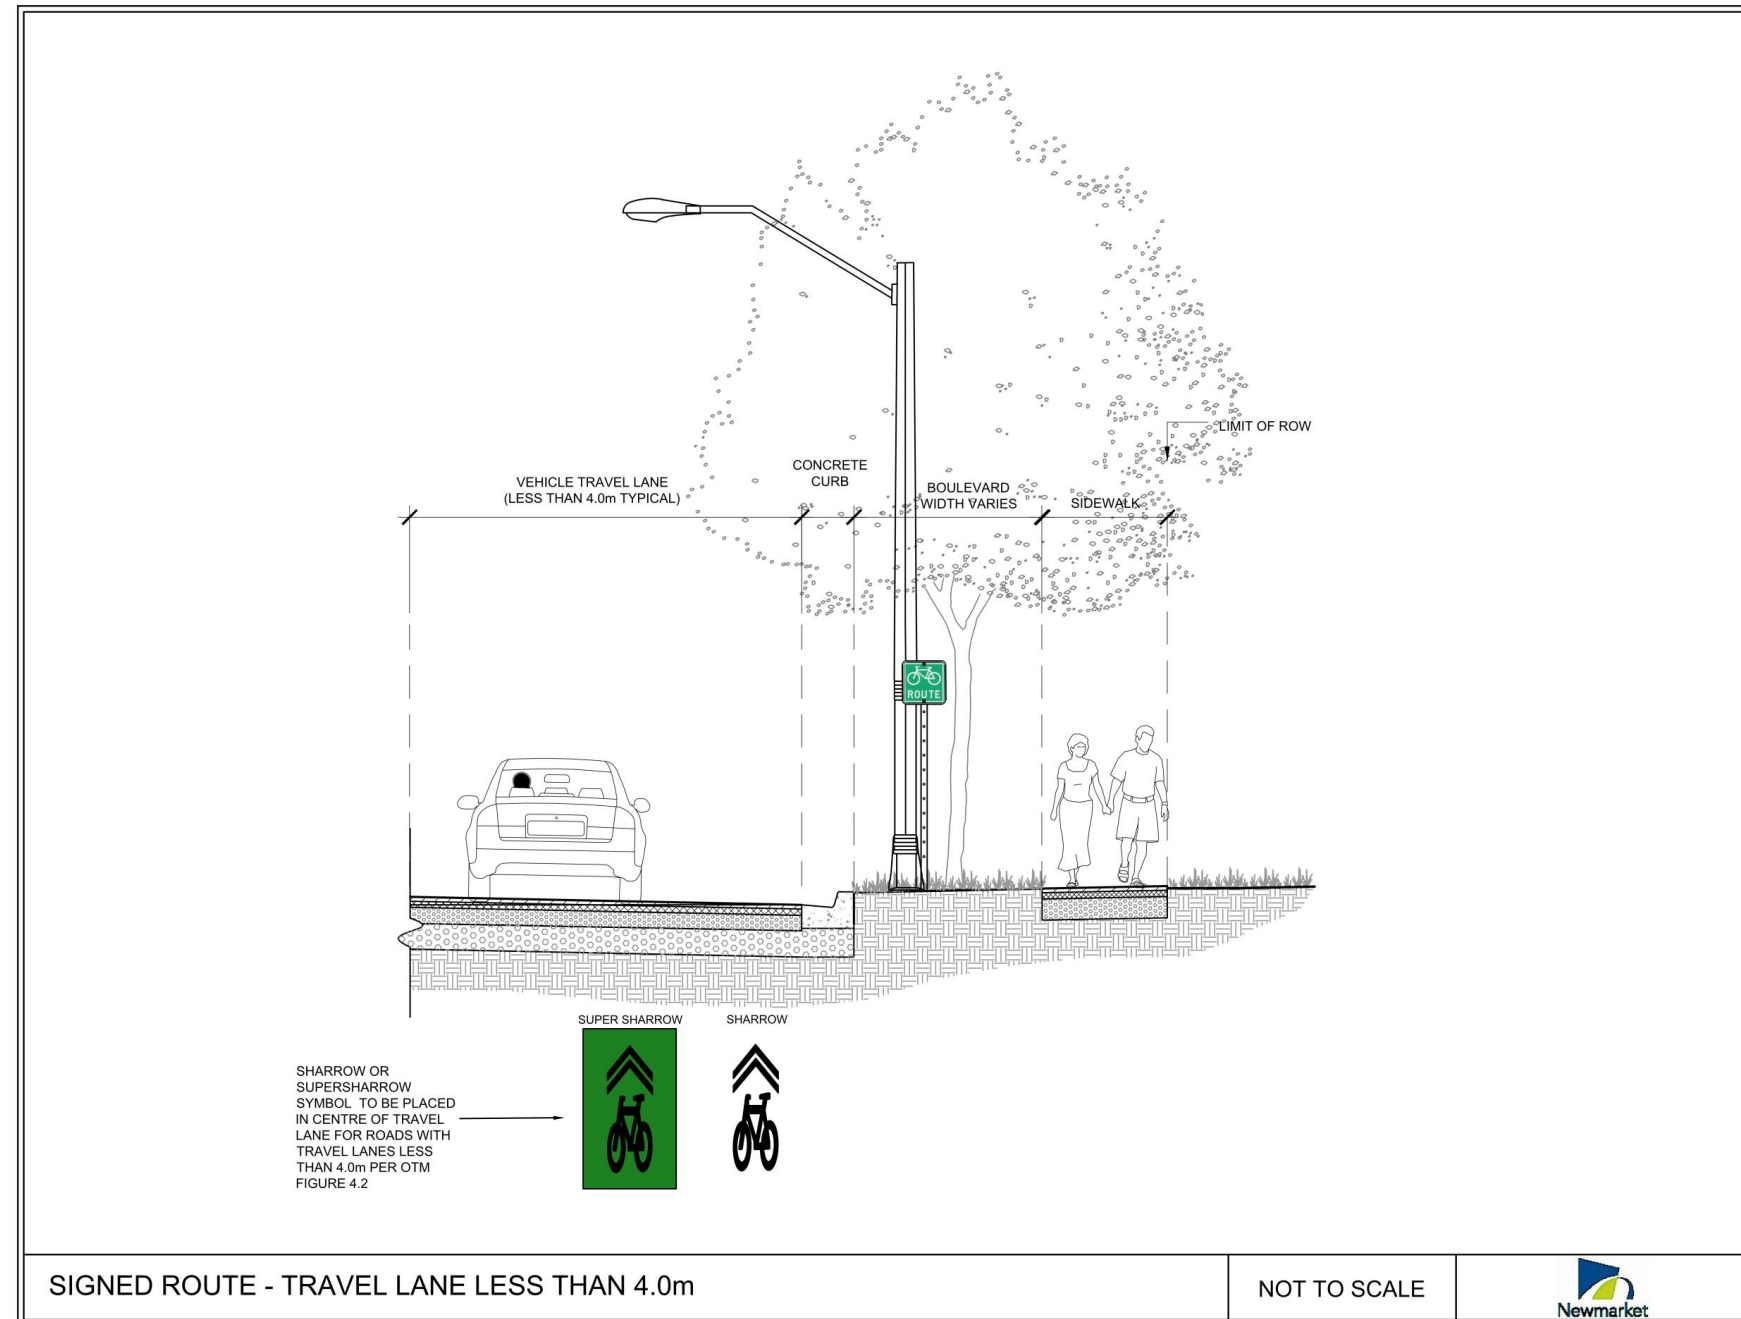 LIMIT OF ROW
CONCRETE
CURB
VEHICLE TRAVEL LANE
(LESS THAN 4.0m TYPICAL)
BOULEVARD
WIDTH VARIES
SIDEWALK
ROUTE
SUPER SHARROW
SHARROW
SHARROW OR
SUPERSHARROW
SYMBOL TO BE PLACED
IN CENTRE OF TRAVEL
LANE FOR ROADS WITH
TRAVEL LANES LESS
THAN 4.0m PER OTM
FIGURE 4.2
SIGNED ROUTE - TRAVEL LANE LESS THAN 4.0m
NOT TO SCALE
Newmarket